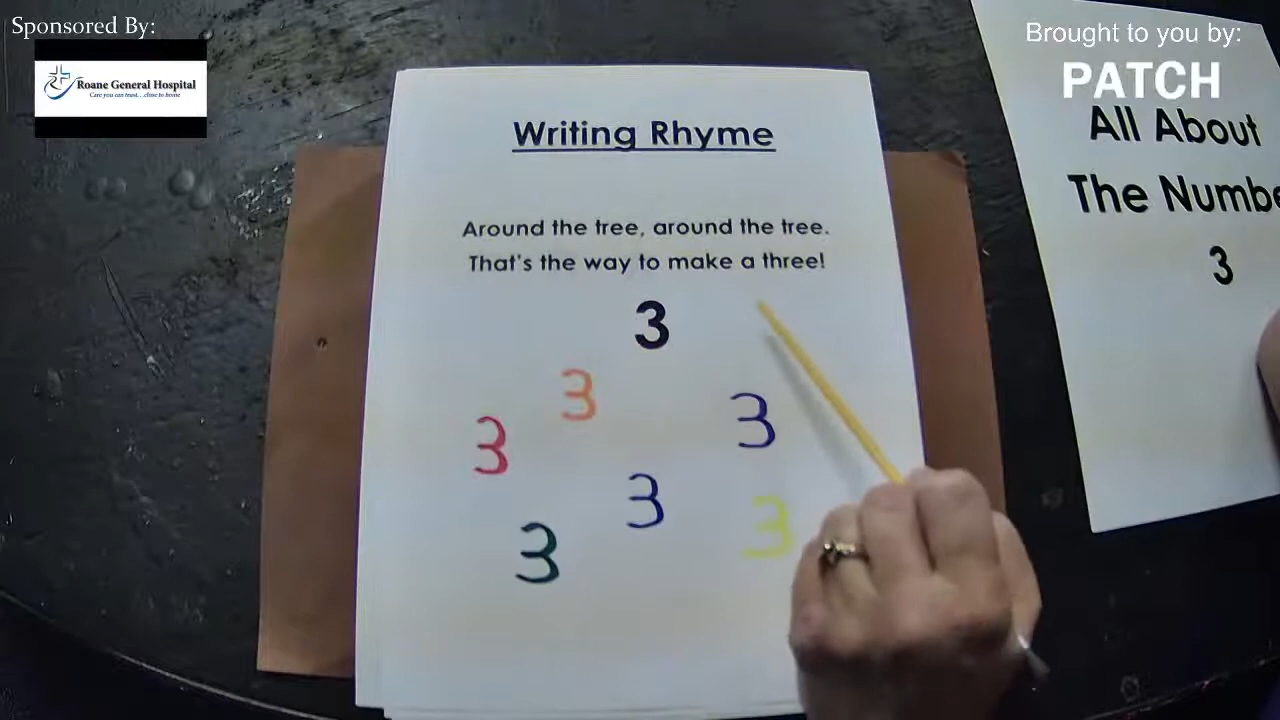 Sponsored By:
Roane General Hospital
Care you can trust. . .close to home
Brought to you by:
PATCH
Writing Rhyme
Around the tree, around the tree.
That's the way to make a three!
3
3
3
3
3
3
3
All About
The Numbe
3